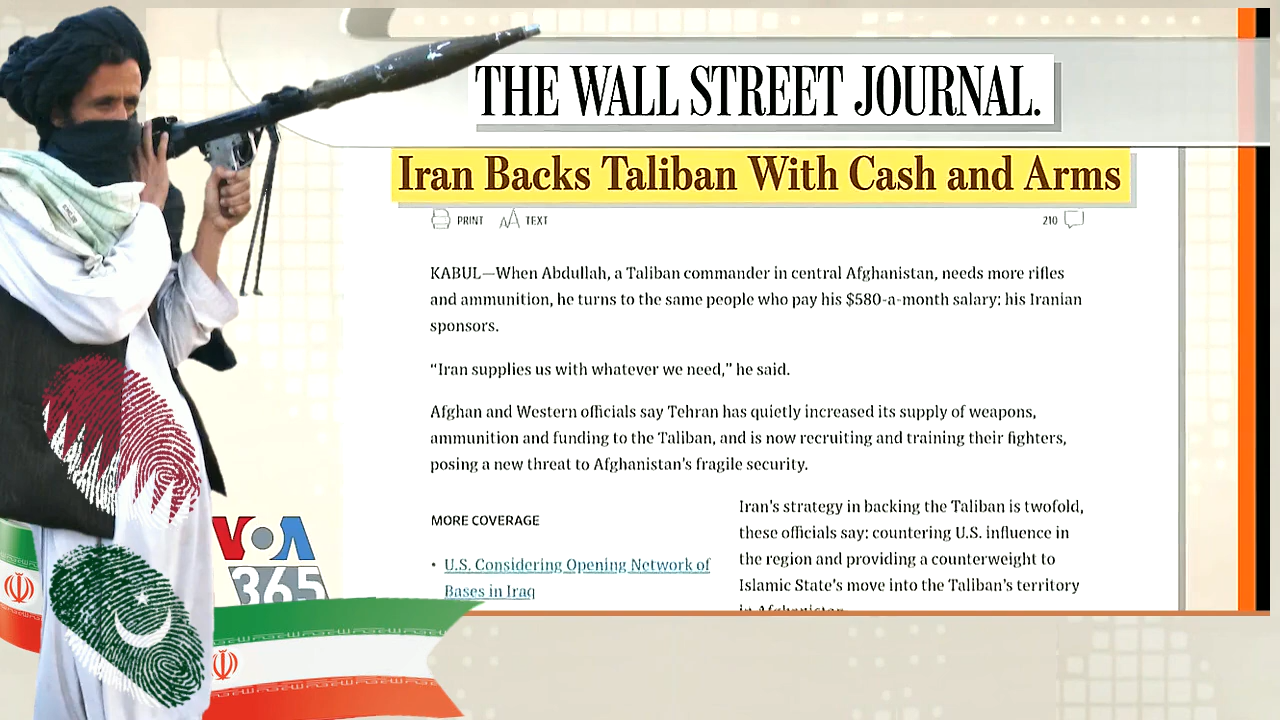 THE WALL STREET JOURNAL.
Iran Backs Taliban With Cash and Arms
PRINT AA TEXT
210
KABUL—When Abdullah, a Taliban commander in central Afghanistan, needs more rifles
and ammunition, he turns to the same people who pay his $580-a-month salary: his Iranian
sponsors.
“Iran supplies us with whatever we need,” he said.
Afghan and Western officials say Tehran has quietly increased its supply of weapons,
ammunition and funding to the Taliban, and is now recruiting and training their fighters,
posing a new threat to Afghanistan’s fragile security.
MORE COVERAGE
• U.S. Considering Opening Network of
Bases in Iraq
Iran’s strategy in backing the Taliban is twofold,
these officials say: countering U.S. influence in
the region and providing a counterweight to
Islamic State’s move into the Taliban’s territory
in Afghanistan.
VOA
365